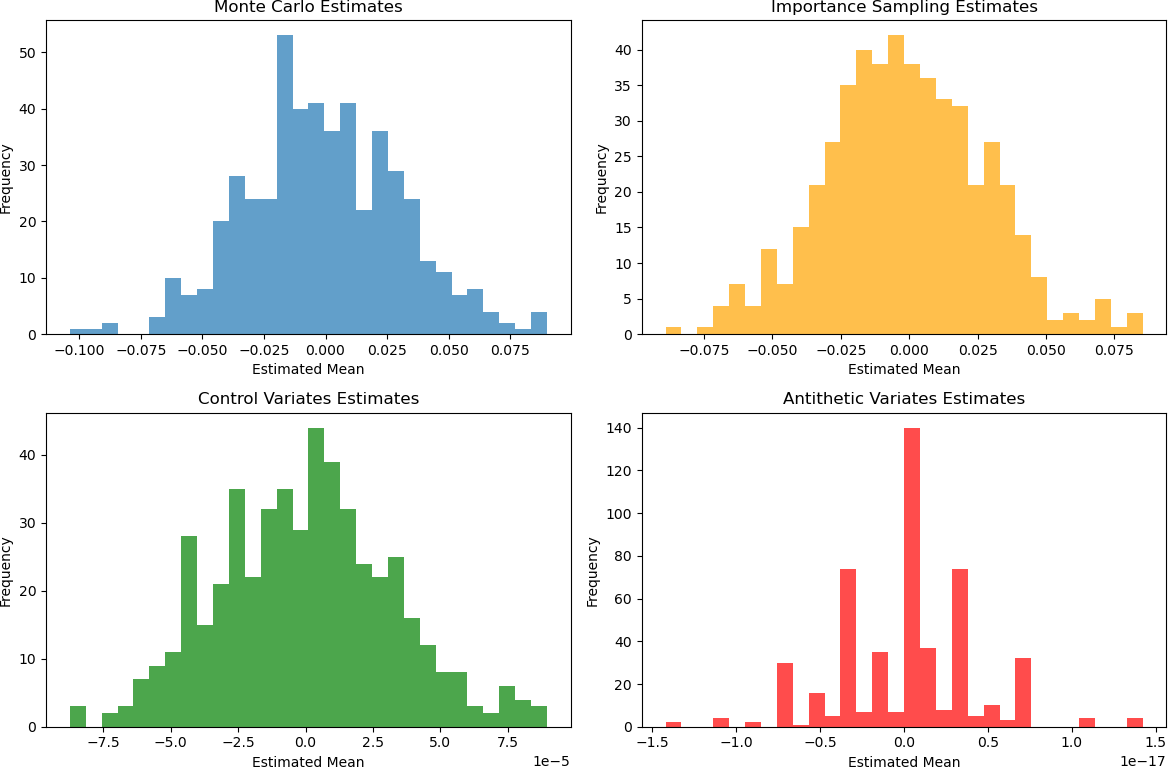 Monte Carlo Estimates
Frequency
50
40
30
20
10
0
−0.100 −0.075 −0.050 −0.025 0.000 0.025 0.050 0.075
Estimated Mean
Importance Sampling Estimates
Frequency
40
35
30
25
20
15
10
5
0
−0.075 −0.050 −0.025 0.000 0.025 0.050 0.075
Estimated Mean
Control Variates Estimates
Frequency
40
30
20
10
0
−7.5 −5.0 −2.5 0.0 2.5 5.0 7.5
Estimated Mean
1e−5
Antithetic Variates Estimates
Frequency
140
120
100
80
60
40
20
0
−1.5 −1.0 −0.5 0.0 0.5 1.0 1.5
Estimated Mean
1e−17